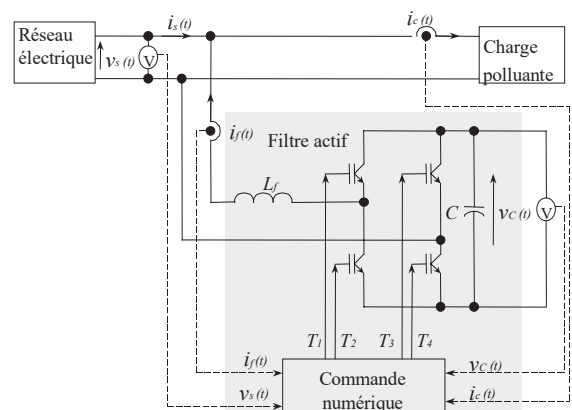 Réseau
électrique
is(t)
vs(t)
V
ic(t)
Charge
polluante
if(t)
Filtre actif
Lf
C
vC(t)
V
T1 T2 T3 T4
if(t)
vs(t)
Commande
numérique
vC(t)
ic(t)